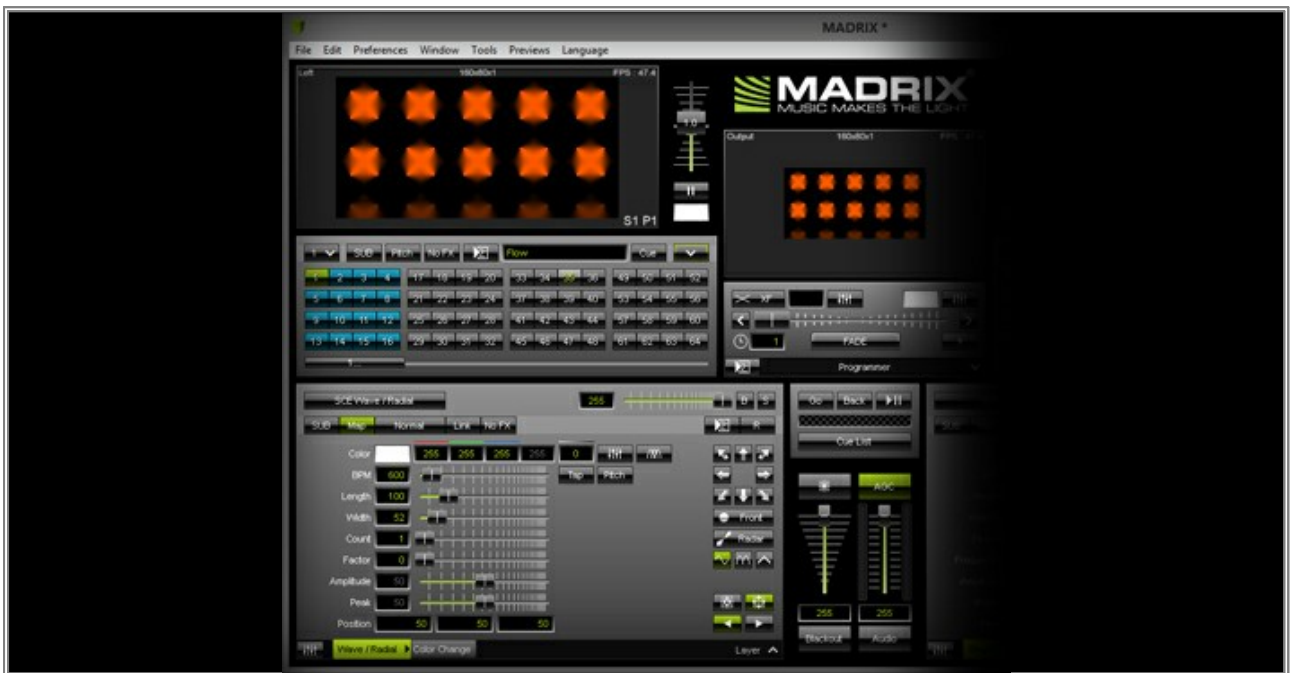 MADRIX *
File Edit Preferences Window Tools Previews Language
Left 160x80x1 FPS 47.4
MADRIX
MUSIC MAKES THE LIGHT
1.0
Output 160x80x1
S1 P1
1 SUB Pitch No FX Flow Cue
1 2 3 4 17 18 19 20 33 34 35 36 49 50 51 52
5 6 7 8 21 22 23 24 37 38 39 40 53 54 55 56
9 10 11 12 25 26 27 28 41 42 43 44 57 58 59 60
13 14 15 16 29 30 31 32 45 46 47 48 61 62 63 64
1...
XF
1 FADE
Programmer
SCE Wave / Radial 255 B S
SUB Map Normal Link No FX R
Color 255 255 255 255 0
BPM 600 Tap Pitch
Length 100
Width 52
Count 1
Factor 0
Amplitude 50
Peak 50
Position 50 50 50
Front
Radar
Wave / Radial Color Change Layer
Go Back
Cue List
AGC
255 255
Blackout Audio